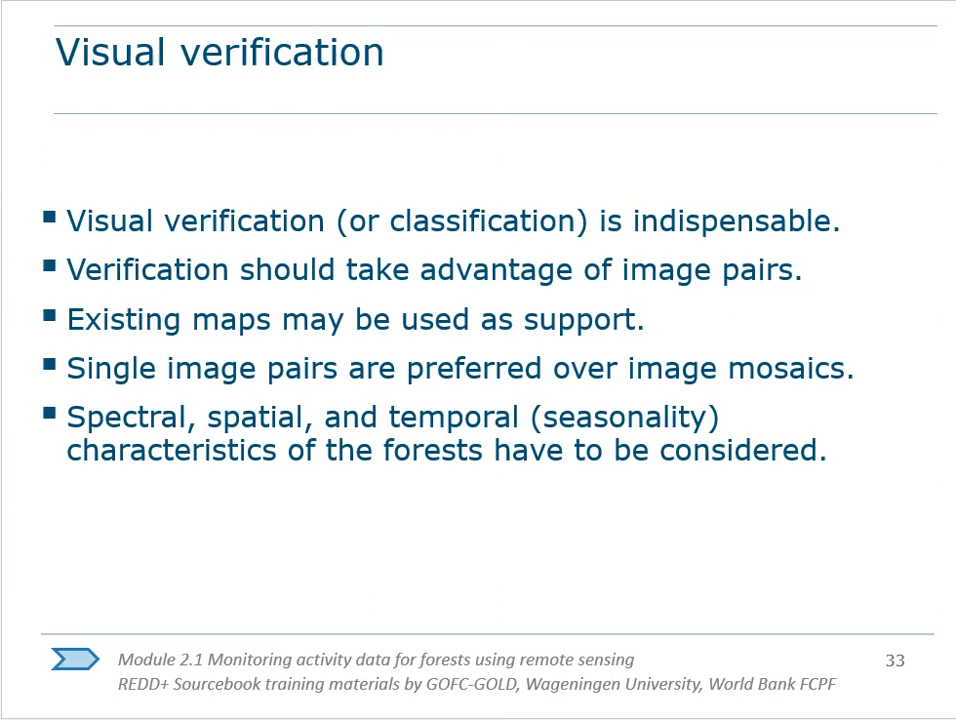 Visual verification
Visual verification (or classification) is indispensable.
Verification should take advantage of image pairs.
Existing maps may be used as support.
Single image pairs are preferred over image mosaics.
Spectral, spatial, and temporal (seasonality)
characteristics of the forests have to be considered.
Module 2.1 Monitoring activity data for forests using remote sensing
REDD+ Sourcebook training materials by GOFC-GOLD, Wageningen University, World Bank FCPF
33